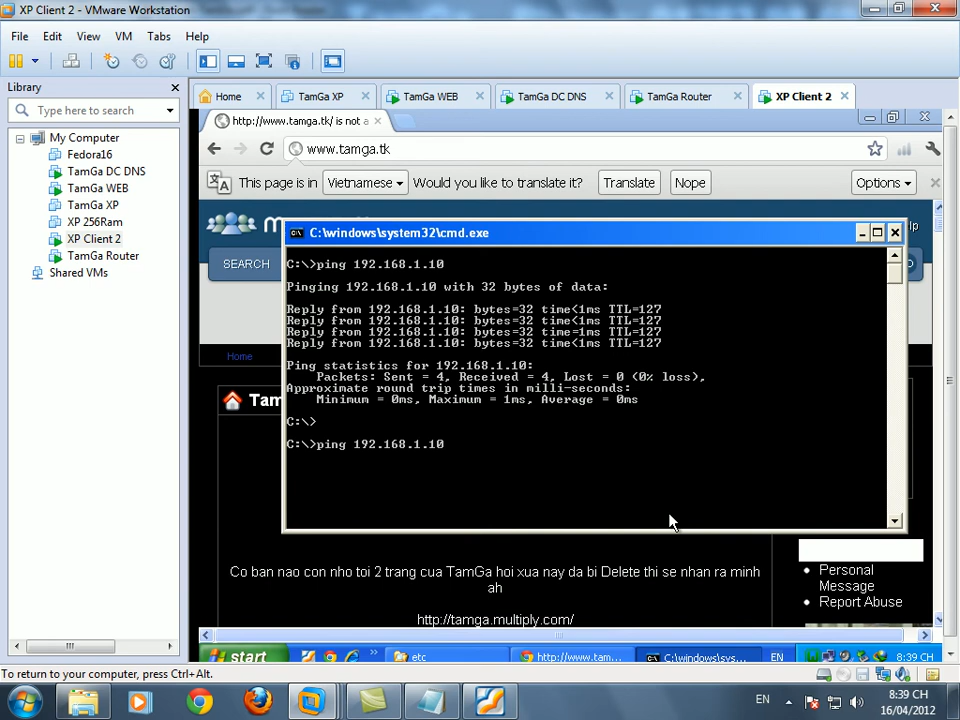 XP Client 2 - VMware Workstation
File Edit View VM Tabs Help
Library
Type here to search
My Computer
Fedora16
TamGa DC DNS
TamGa WEB
TamGa XP
XP 256Ram
XP Client 2
TamGa Router
Shared VMs
Home TamGa XP TamGa WEB TamGa DC DNS TamGa Router XP Client 2
http://www.tamga.tk/ is not a
www.tamga.tk
This page is in Vietnamese Would you like to translate it? Translate Nope Options
SEARCH
Home
C:\windows\system32\cmd.exe
C:\>ping 192.168.1.10
Pinging 192.168.1.10 with 32 bytes of data:
Reply from 192.168.1.10: bytes=32 time<1ms TTL=127
Reply from 192.168.1.10: bytes=32 time<1ms TTL=127
Reply from 192.168.1.10: bytes=32 time=1ms TTL=127
Reply from 192.168.1.10: bytes=32 time<1ms TTL=127
Ping statistics for 192.168.1.10:
Packets: Sent = 4, Received = 4, Lost = 0 (0% loss),
Approximate round trip times in milli-seconds:
Minimum = 0ms, Maximum = 1ms, Average = 0ms
C:\>
C:\>ping 192.168.1.10
Co ban nao con nho toi 2 trang cua TamGa hoi xua nay da bi Delete thi se nhan ra minh
ah
http://tamga.multiply.com/
Personal
Message
Report Abuse
start etc http://www.tam... C:\windows\sys... EN 8:39 CH
To return to your computer, press Ctrl+Alt.
EN 8:39 CH
16/04/2012